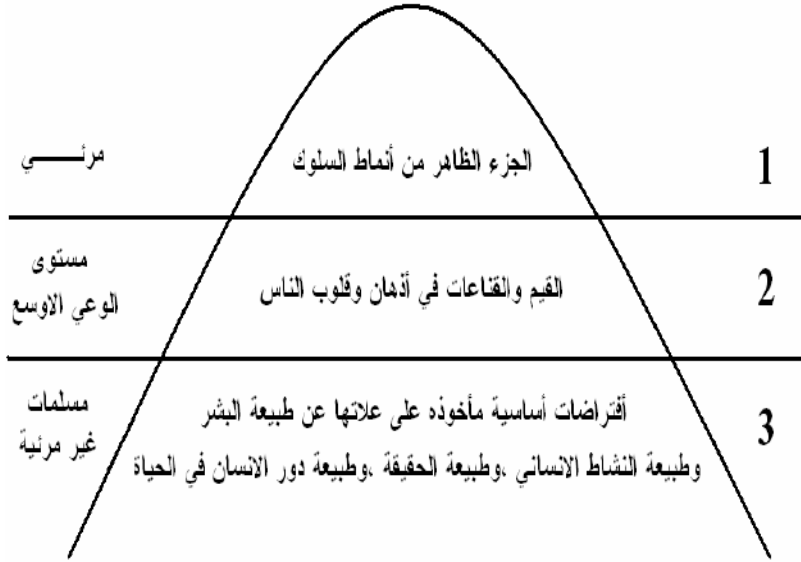 1
الجزء الظاهر من أنماط السلوك
مرئـــــي
2
القيم والقناعات في أذهان وقلوب الناس
مستوى
الوعي الاوسع
3
أفتراضات أساسية مأخوذه على علاتها عن طبيعة البشر
وطبيعة النشاط الانساني ،وطبيعة الحقيقة ،وطبيعة دور الانسان في الحياة
مسلمات
غير مرئية